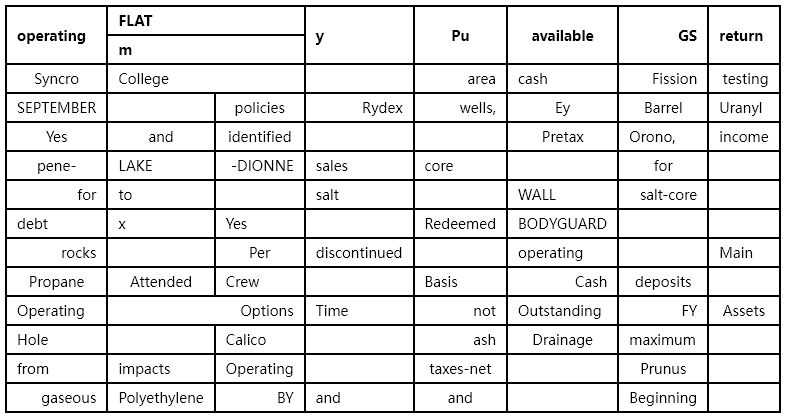 operating FLAT y Pu available GS return
m
Syncro College area cash Fission testing
SEPTEMBER policies Rydex wells, Ey Barrel Uranyl
Yes and identified Pretax Orono, income
pene- LAKE -DIONNE sales core for
for to salt WALL salt-core
debt x Yes Redeemed BODYGUARD
rocks Per discontinued operating Main
Propane Attended Crew Basis Cash deposits
Operating Options Time not Outstanding FY Assets
Hole Calico ash Drainage maximum
from impacts Operating taxes-net Prunus
gaseous Polyethylene BY and and Beginning